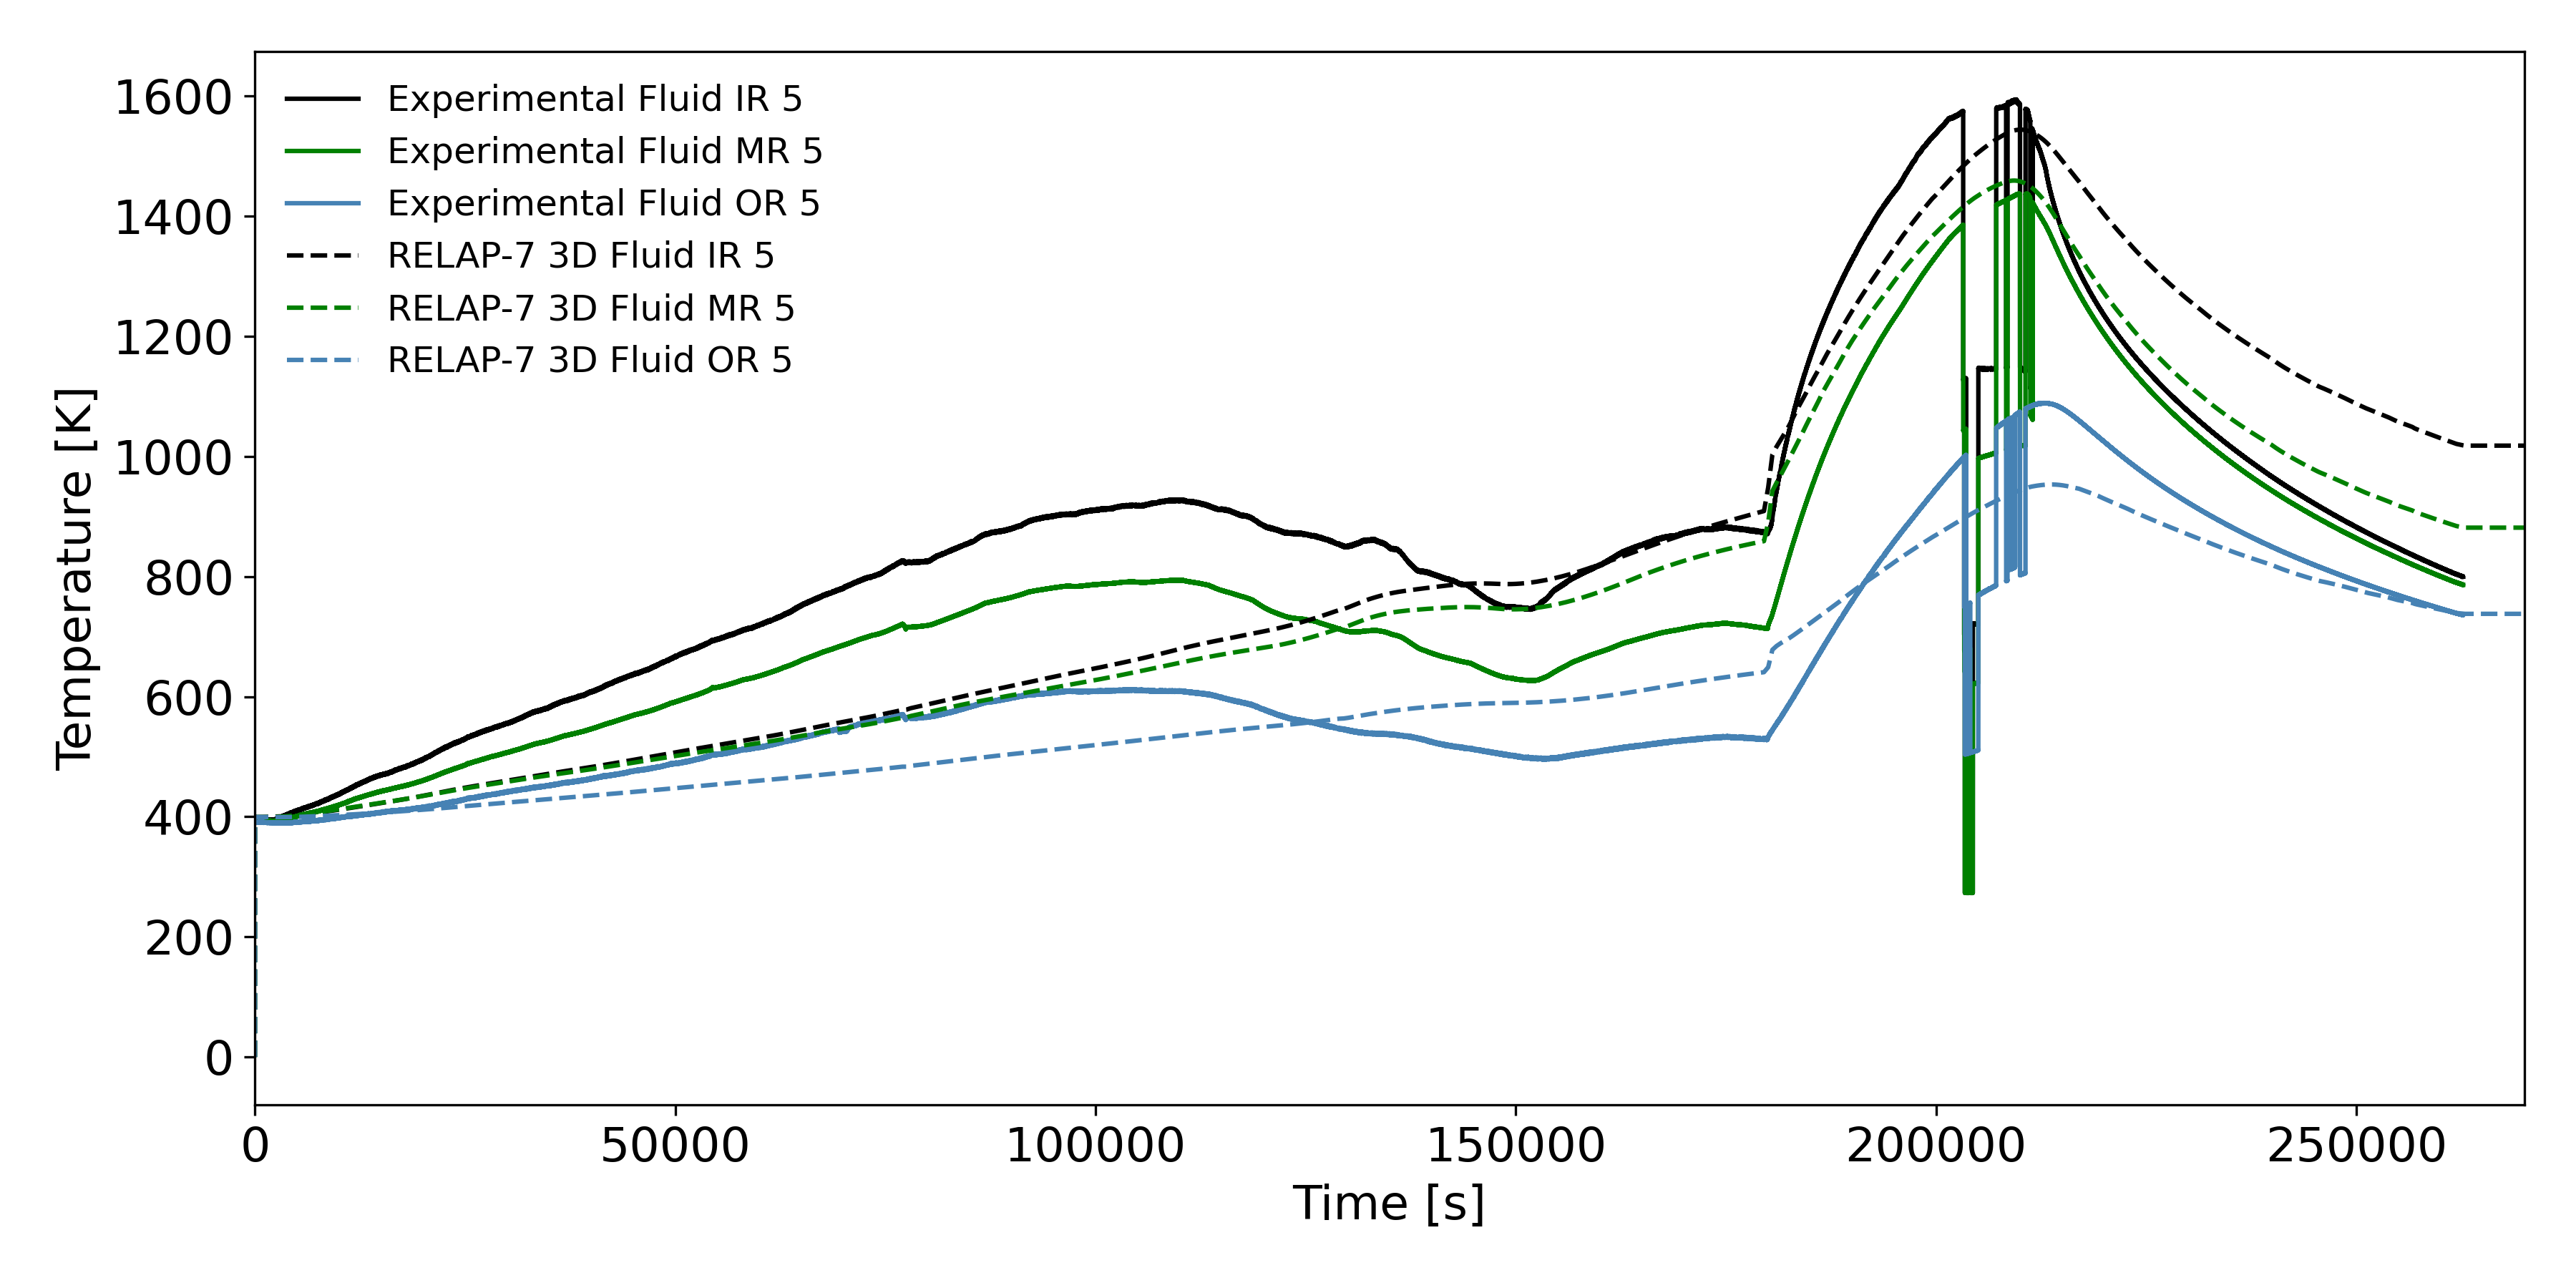 Experimental Fluid IR 5
Experimental Fluid MR 5
Experimental Fluid OR 5
RELAP-7 3D Fluid IR 5
RELAP-7 3D Fluid MR 5
RELAP-7 3D Fluid OR 5
Temperature [K]
1600
1400
1200
1000
800
600
400
200
0
0 50000 100000 150000 200000 250000
Time [s]